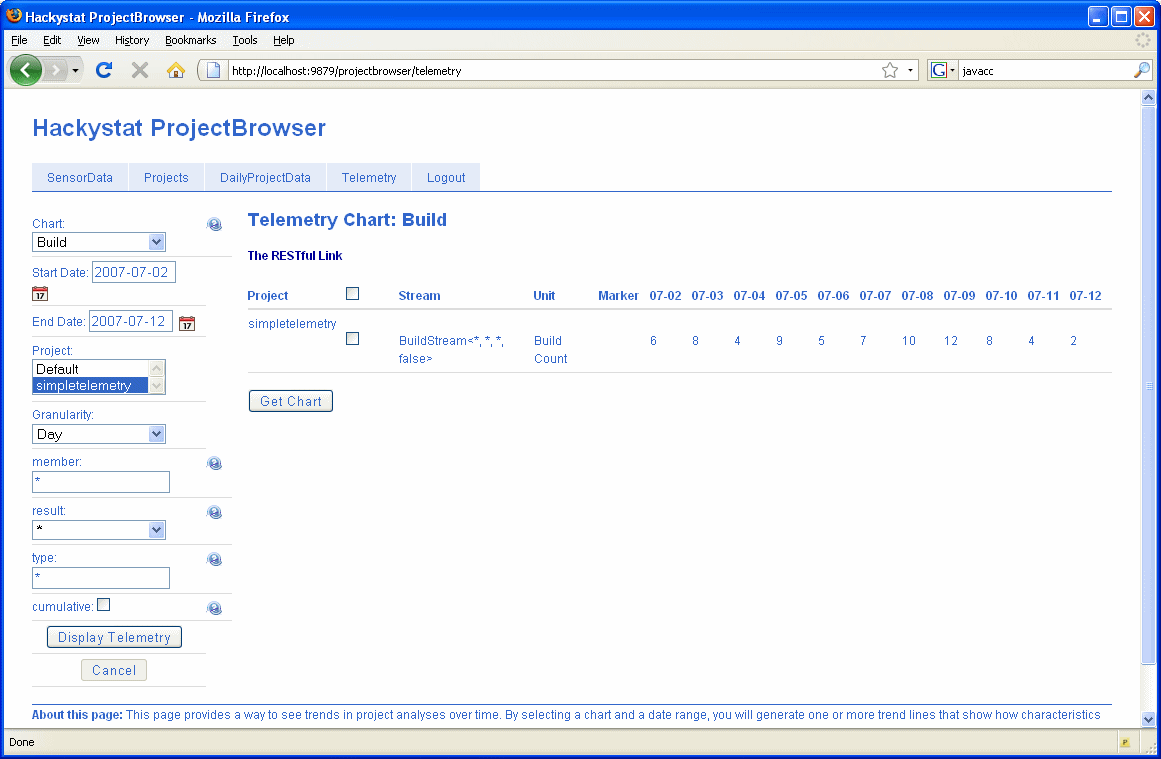 Hackystat ProjectBrowser - Mozilla Firefox
File Edit View History Bookmarks Tools Help
http://localhost:9879/projectbrowser/telemetry
G
javacc
Hackystat ProjectBrowser
SensorData Projects DailyProjectData Telemetry Logout
Chart:
Build
Start Date: 2007-07-02
17
End Date: 2007-07-12 17
Project:
Default
simpletelemetry
Granularity:
Day
member:
*
result:
*
type:
*
cumulative:
Display Telemetry
Cancel
Telemetry Chart: Build
The RESTful Link
Project Stream Unit Marker 07-02 07-03 07-04 07-05 07-06 07-07 07-08 07-09 07-10 07-11 07-12
simpletelemetry
BuildStream<*, *, *, Build 6 8 4 9 5 7 10 12 8 4 2
false> Count
Get Chart
About this page: This page provides a way to see trends in project analyses over time. By selecting a chart and a date range, you will generate one or more trend lines that show how characteristics
Done
P